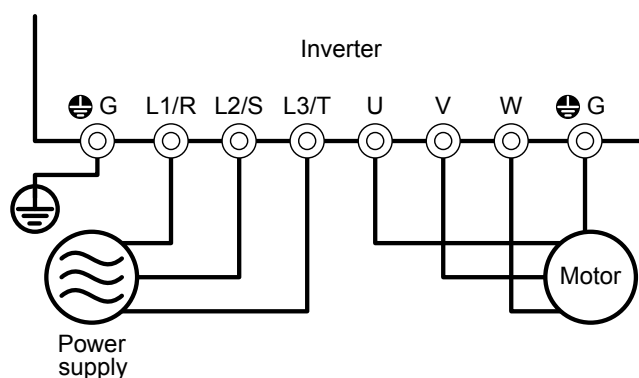 Inverter
G L1/R L2/S L3/T U V W G
Motor
Power
supply